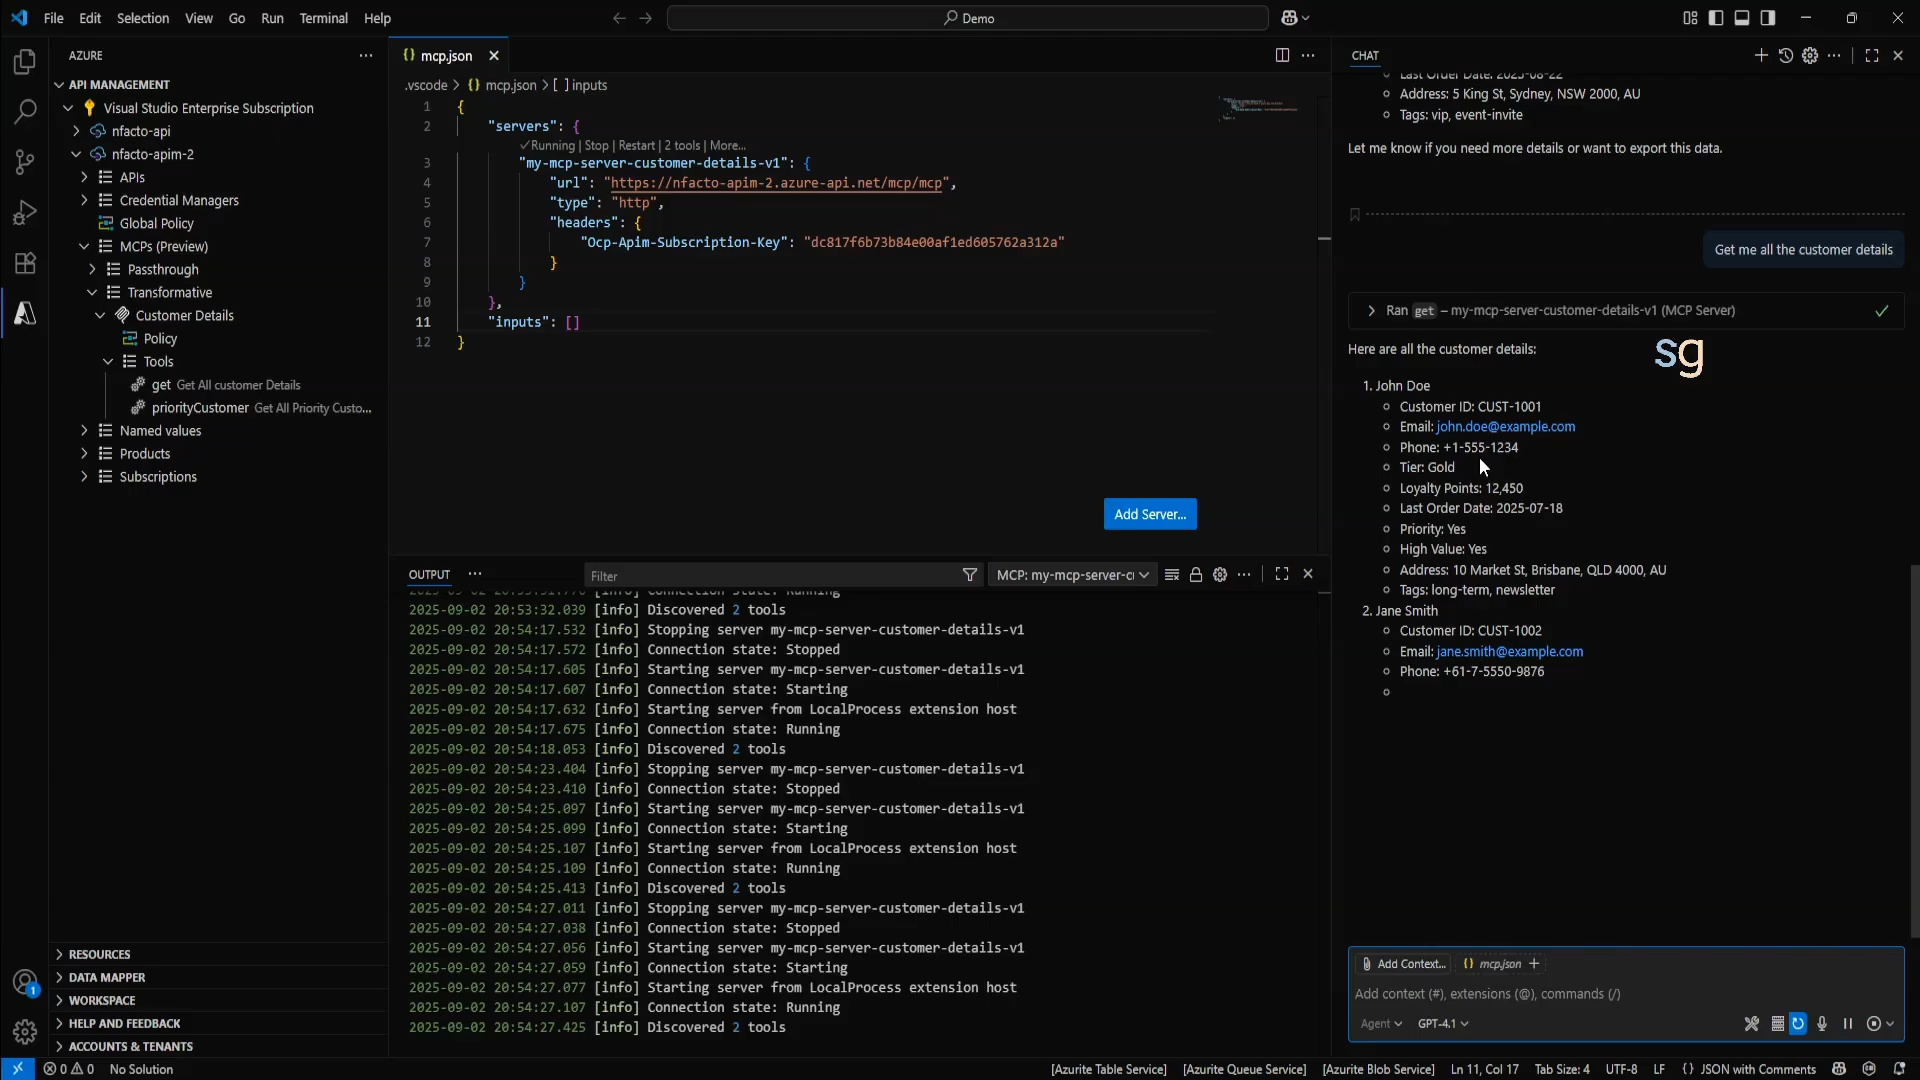 File Edit Selection View Go Run Terminal Help
Demo
AZURE
API MANAGEMENT
Visual Studio Enterprise Subscription
nfacto-api
nfacto-apim-2
APIs
Credential Managers
Global Policy
MCPs (Preview)
Passthrough
Transformative
Customer Details
Policy
Tools
get Get All customer Details
priorityCustomer Get All Priority Custo...
Named values
Products
Subscriptions
RESOURCES
DATA MAPPER
WORKSPACE
HELP AND FEEDBACK
ACCOUNTS & TENANTS
mcp.json
.vscode > {} mcp.json > [ ] inputs
1 {
2 "servers": {
✓Running | Stop | Restart | 2 tools | More...
3 "my-mcp-server-customer-details-v1": {
4 "url": "https://nfacto-apim-2.azure-api.net/mcp/mcp",
5 "type": "http",
6 "headers": {
7 "Ocp-Apim-Subscription-Key": "dc817f6b73b84e00af1ed605762a312a"
8 }
9 }
10 },
11 "inputs": []
12 }
Add Server...
OUTPUT
Filter
MCP: my-mcp-server-c
2025-09-02 20:53:32.039 [info] Discovered 2 tools
2025-09-02 20:54:17.532 [info] Stopping server my-mcp-server-customer-details-v1
2025-09-02 20:54:17.572 [info] Connection state: Stopped
2025-09-02 20:54:17.605 [info] Starting server my-mcp-server-customer-details-v1
2025-09-02 20:54:17.607 [info] Connection state: Starting
2025-09-02 20:54:17.632 [info] Starting server from LocalProcess extension host
2025-09-02 20:54:17.675 [info] Connection state: Running
2025-09-02 20:54:18.053 [info] Discovered 2 tools
2025-09-02 20:54:23.404 [info] Stopping server my-mcp-server-customer-details-v1
2025-09-02 20:54:23.410 [info] Connection state: Stopped
2025-09-02 20:54:25.097 [info] Starting server my-mcp-server-customer-details-v1
2025-09-02 20:54:25.099 [info] Connection state: Starting
2025-09-02 20:54:25.107 [info] Starting server from LocalProcess extension host
2025-09-02 20:54:25.109 [info] Connection state: Running
2025-09-02 20:54:25.413 [info] Discovered 2 tools
2025-09-02 20:54:27.011 [info] Stopping server my-mcp-server-customer-details-v1
2025-09-02 20:54:27.038 [info] Connection state: Stopped
2025-09-02 20:54:27.056 [info] Starting server my-mcp-server-customer-details-v1
2025-09-02 20:54:27.059 [info] Connection state: Starting
2025-09-02 20:54:27.077 [info] Starting server from LocalProcess extension host
2025-09-02 20:54:27.107 [info] Connection state: Running
2025-09-02 20:54:27.425 [info] Discovered 2 tools
CHAT
Last Order Date: 2025-08-22
Address: 5 King St, Sydney, NSW 2000, AU
Tags: vip, event-invite
Let me know if you need more details or want to export this data.
Get me all the customer details
Ran get – my-mcp-server-customer-details-v1 (MCP Server)
Here are all the customer details:
sg
1. John Doe
Customer ID: CUST-1001
Email: john.doe@example.com
Phone: +1-555-1234
Tier: Gold
Loyalty Points: 12,450
Last Order Date: 2025-07-18
Priority: Yes
High Value: Yes
Address: 10 Market St, Brisbane, QLD 4000, AU
Tags: long-term, newsletter
2. Jane Smith
Customer ID: CUST-1002
Email: jane.smith@example.com
Phone: +61-7-5550-9876
Add Context... {} mcp.json +
Add context (#), extensions (@), commands (/)
Agent GPT-4.1
1
0 0 No Solution
[Azurite Table Service] [Azurite Queue Service] [Azurite Blob Service] Ln 11, Col 17 Tab Size: 4 UTF-8 LF {} JSON with Comments